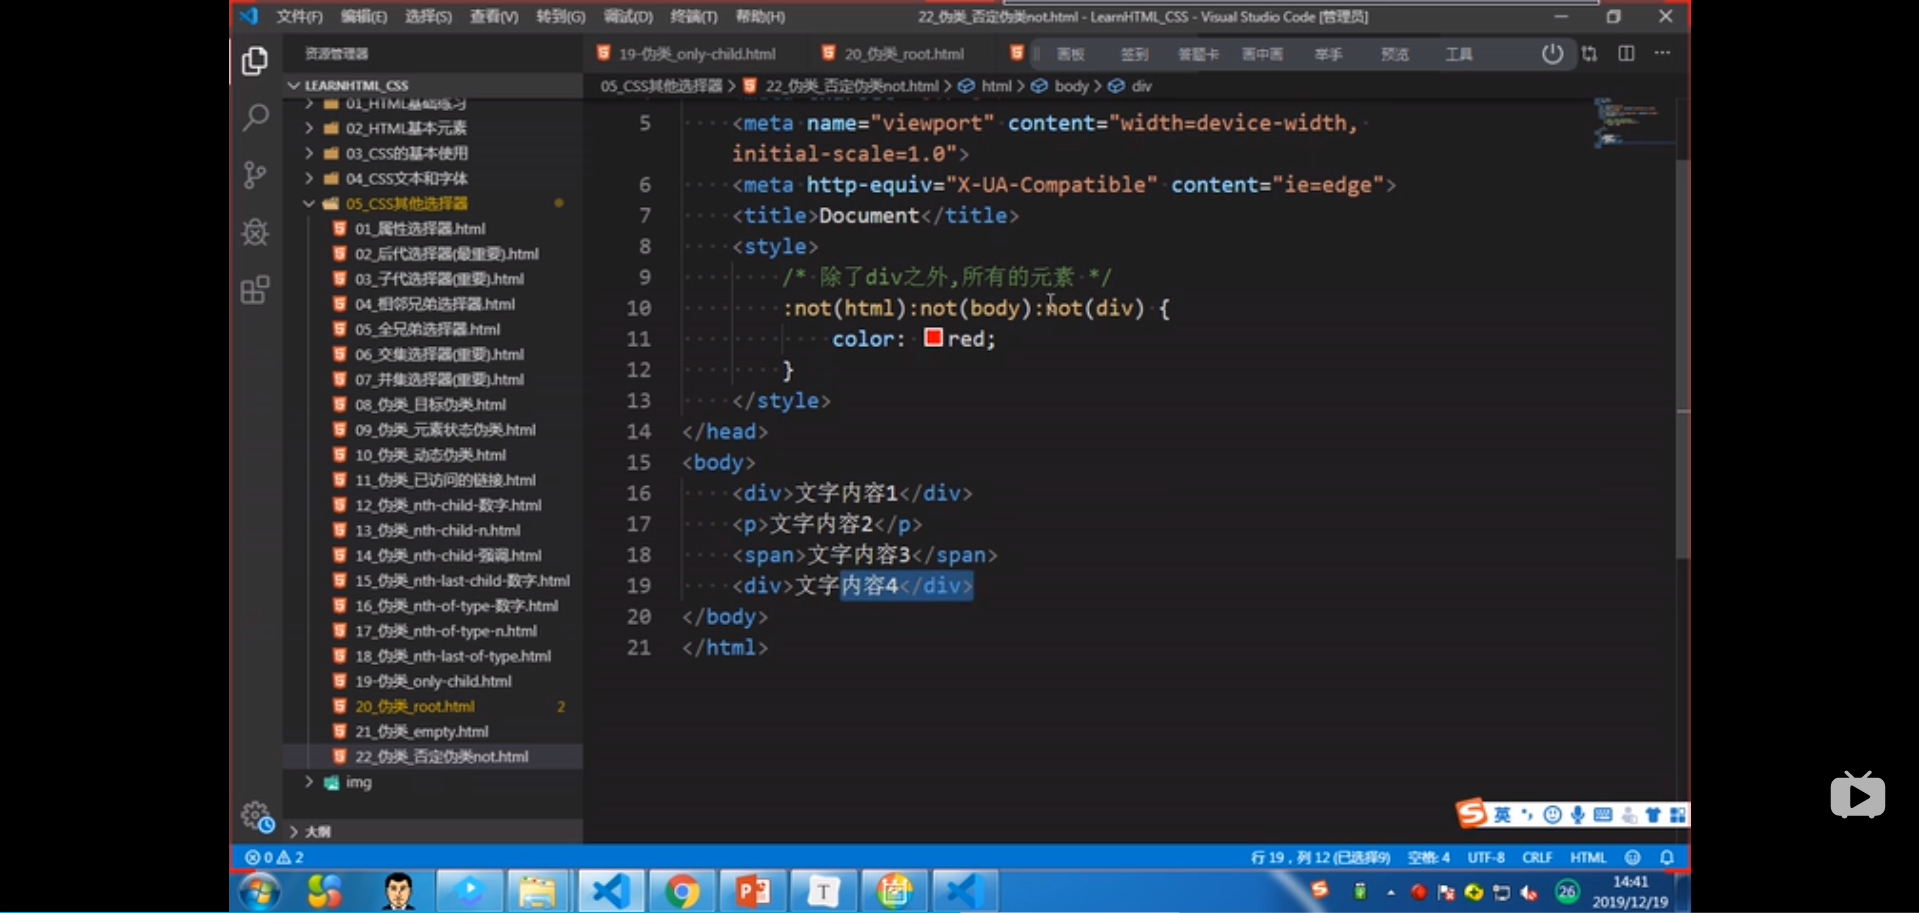 文件(F) 编辑(E) 选择(S) 查看(V) 转到(G) 调试(D) 终端(T) 帮助(H) 22_伪类_否定伪类not.html - LearnHTML_CSS - Visual Studio Code [管理员]
资源管理器
19-伪类_only-child.html 20_伪类_root.html 画板 签到 答题卡 画中画 举手 预览 工具
LEARNHTML_CSS
05_CSS其他选择器 > 22_伪类_否定伪类not.html > html > body > div
01_HTML基础练习
02_HTML基本元素
03_CSS的基本使用
04_CSS文本和字体
05_CSS其他选择器
01_属性选择器.html
02_后代选择器(最重要).html
03_子代选择器(重要).html
04_相邻兄弟选择器.html
05_全兄弟选择器.html
06_交集选择器(重要).html
07_并集选择器(重要).html
08_伪类_目标伪类.html
09_伪类_元素状态伪类.html
10_伪类_动态伪类.html
11_伪类_已访问的链接.html
12_伪类_nth-child-数字.html
13_伪类_nth-child-n.html
14_伪类_nth-child-强调.html
15_伪类_nth-last-child-数字.html
16_伪类_nth-of-type-数字.html
17_伪类_nth-of-type-n.html
18_伪类_nth-last-of-type.html
19-伪类_only-child.html
20_伪类_root.html 2
21_伪类_empty.html
22_伪类_否定伪类not.html
img
大纲
5 <meta name="viewport" content="width=device-width,
initial-scale=1.0">
6 <meta http-equiv="X-UA-Compatible" content="ie=edge">
7 <title>Document</title>
8 <style>
9 /* 除了div之外,所有的元素 */
10 :not(html):not(body):not(div) {
11 color: red;
12 }
13 </style>
14 </head>
15 <body>
16 <div>文字内容1</div>
17 <p>文字内容2</p>
18 <span>文字内容3</span>
19 <div>文字内容4</div>
20 </body>
21 </html>
英
0 2 行 19，列 12 (已选择9) 空格: 4 UTF-8 CRLF HTML
26
14:41
2019/12/19